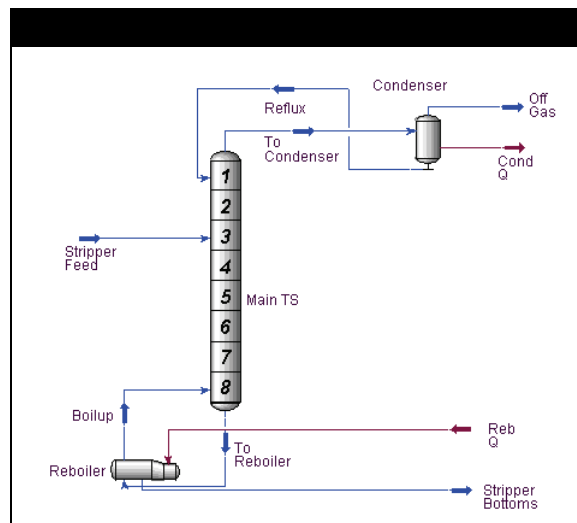 Condenser
Reflux
Off
Gas
To
Condenser
Cond
Q
1
2
3
Stripper
Feed
4
5
Main TS
6
7
8
Boilup
Reb
Q
To
Reboiler
Reboiler
Stripper
Bottoms